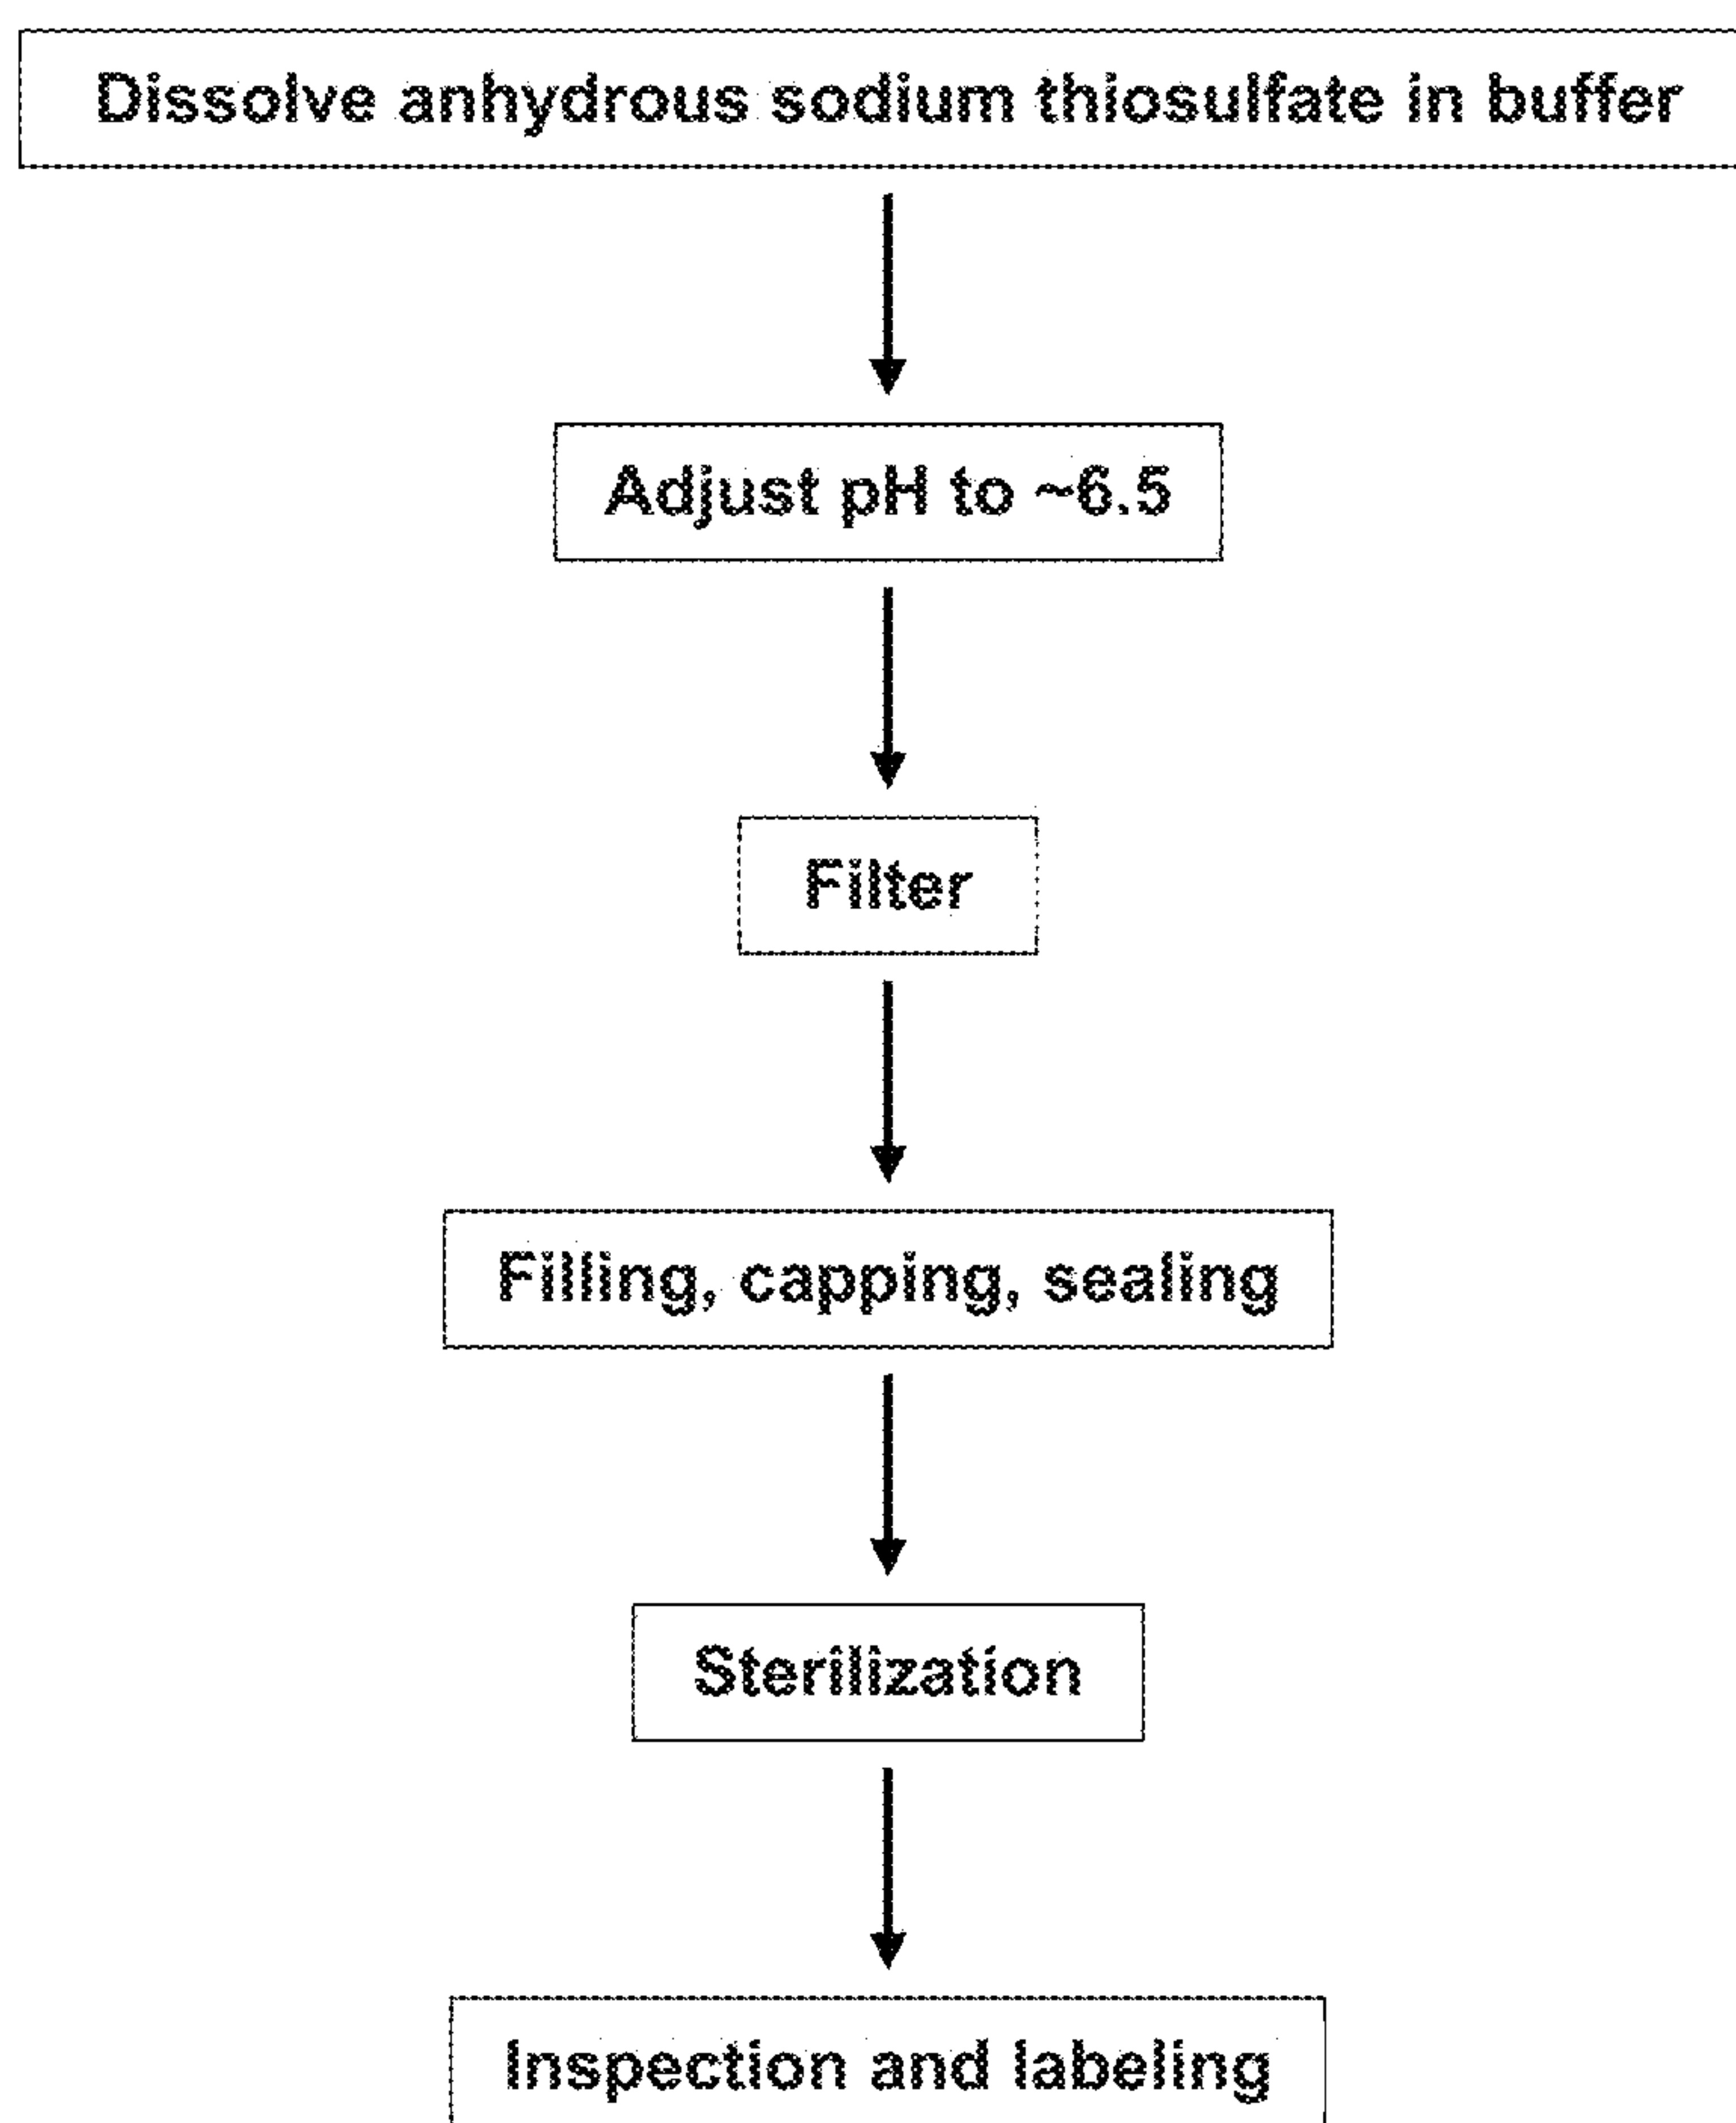 Dissolve anhydrous sodium thiosulfate in buffer
Adjust pH to ~6.5
Filter
Filling, capping, sealing
Sterilization
Inspection and labeling